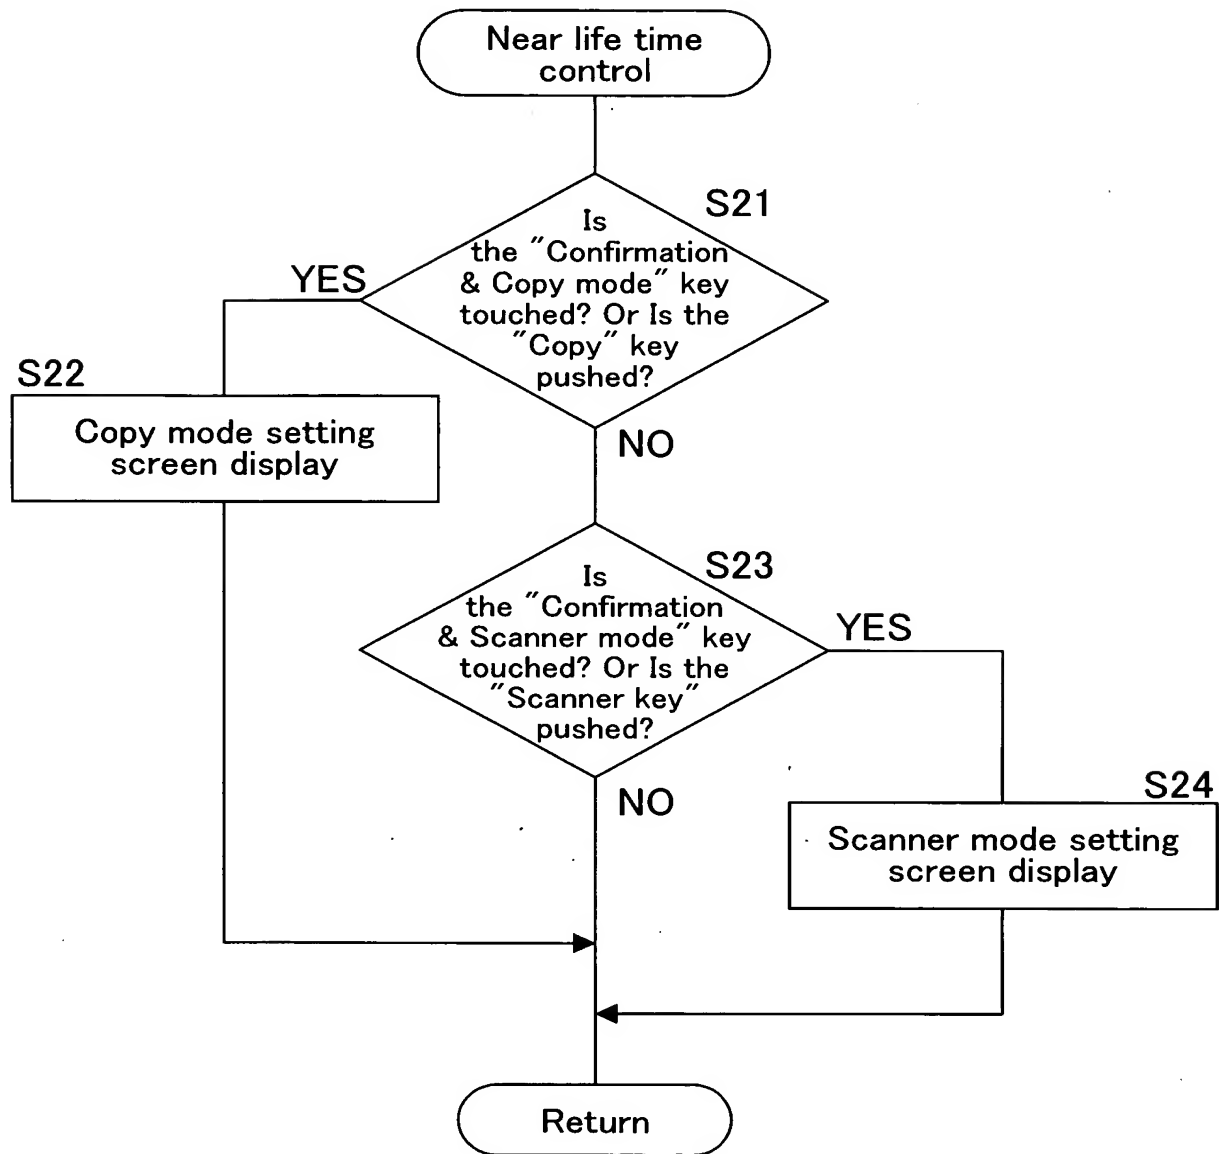 Near life time
control
S21
Is
the "Confirmation
& Copy mode" key
touched? Or Is the
"Copy" key
pushed?
YES
S22
Copy mode setting
screen display
NO
S23
Is
the "Confirmation
& Scanner mode" key
touched? Or Is the
"Scanner key"
pushed?
YES
NO
S24
Scanner mode setting
screen display
Return